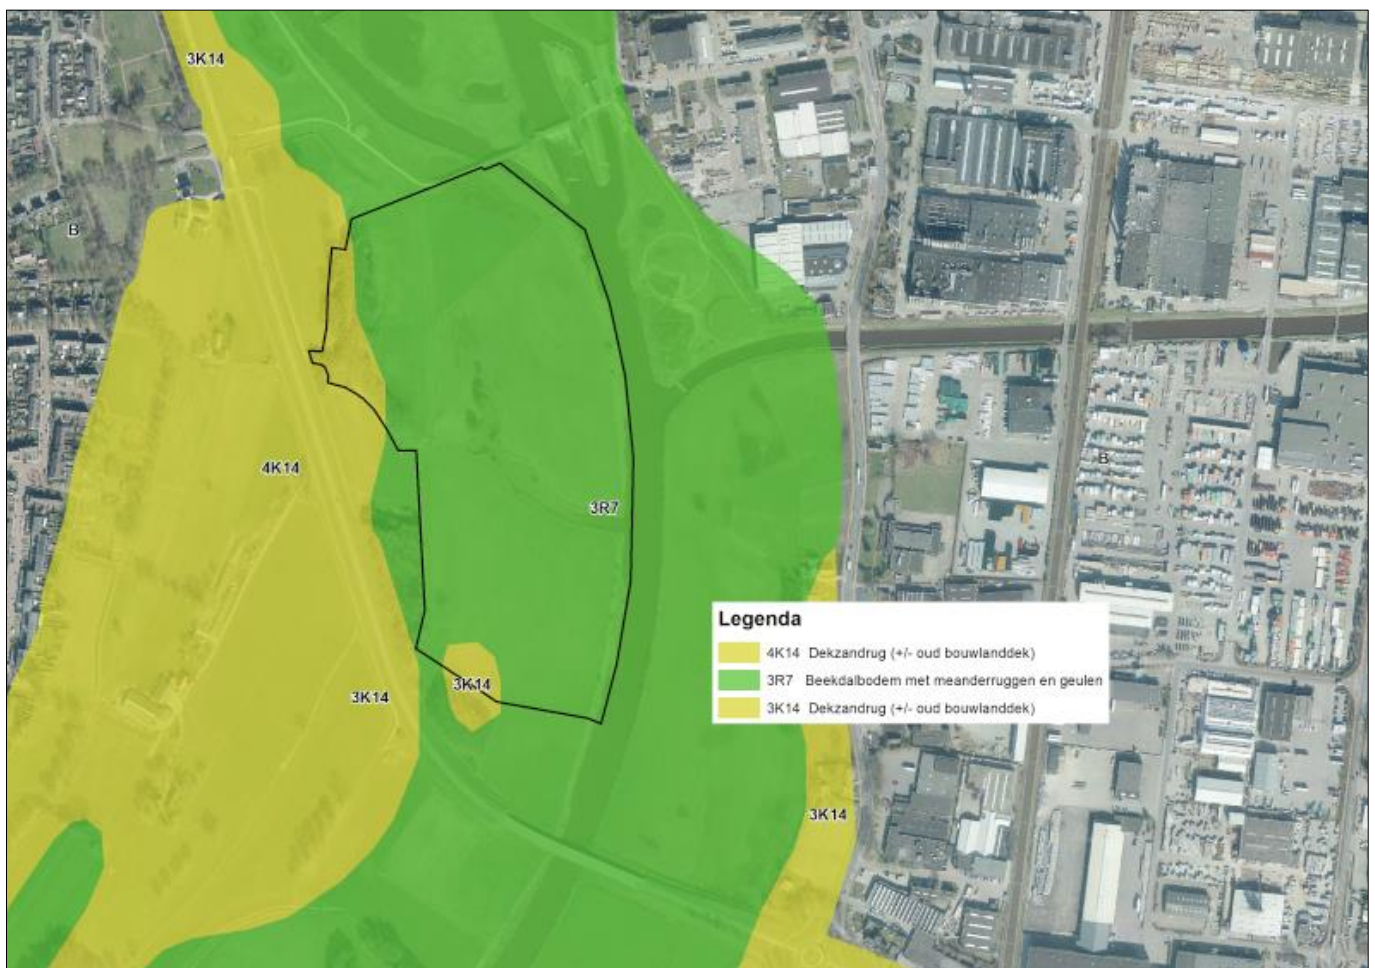 3K14
B
4K14
B
3R7
Legenda
4K14 Dekzandrug (+/- oud bouwlanddek)
3R7 Beekdalbodem met meanderruggen en geulen
3K14 Dekzandrug (+/- oud bouwlanddek)
3K14
3K14
3K14